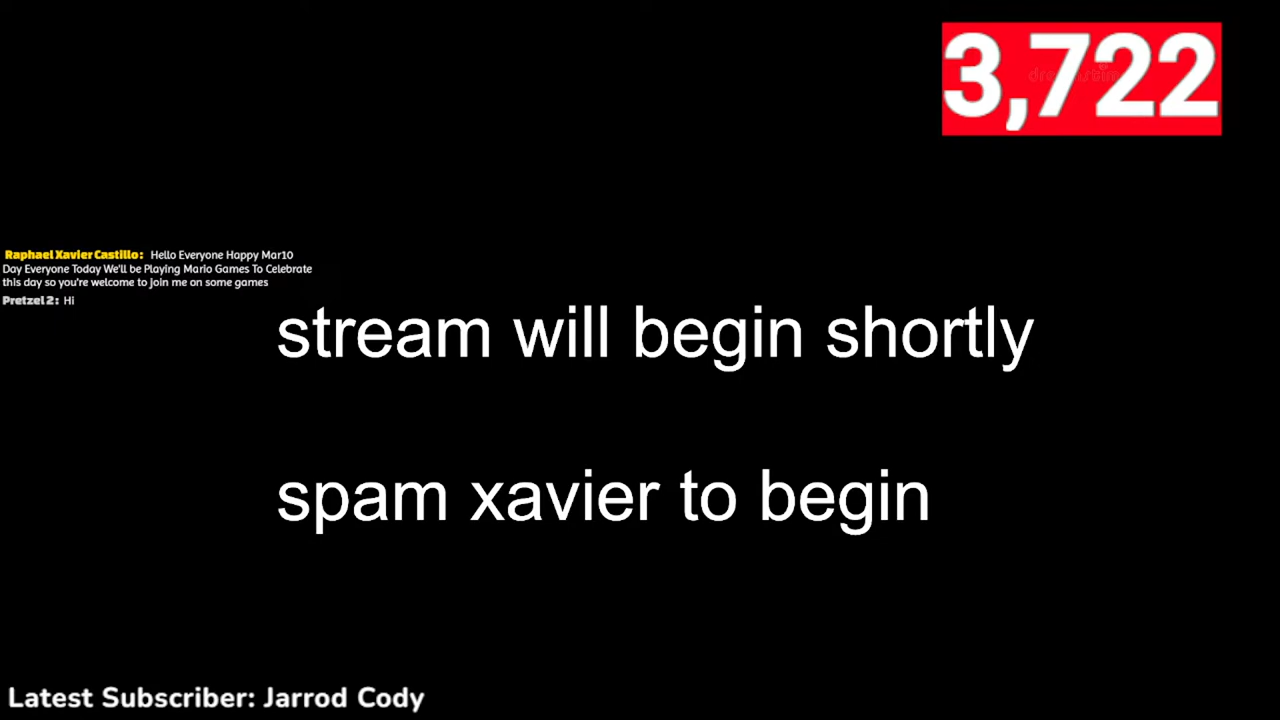 3,722
Raphael Xavier Castillo: Hello Everyone Happy Mar10
Day Everyone Today We'll be Playing Mario Games To Celebrate
this day so you're welcome to join me on some games
Pretzel 2: Hi
stream will begin shortly
spam xavier to begin
Latest Subscriber: Jarrod Cody